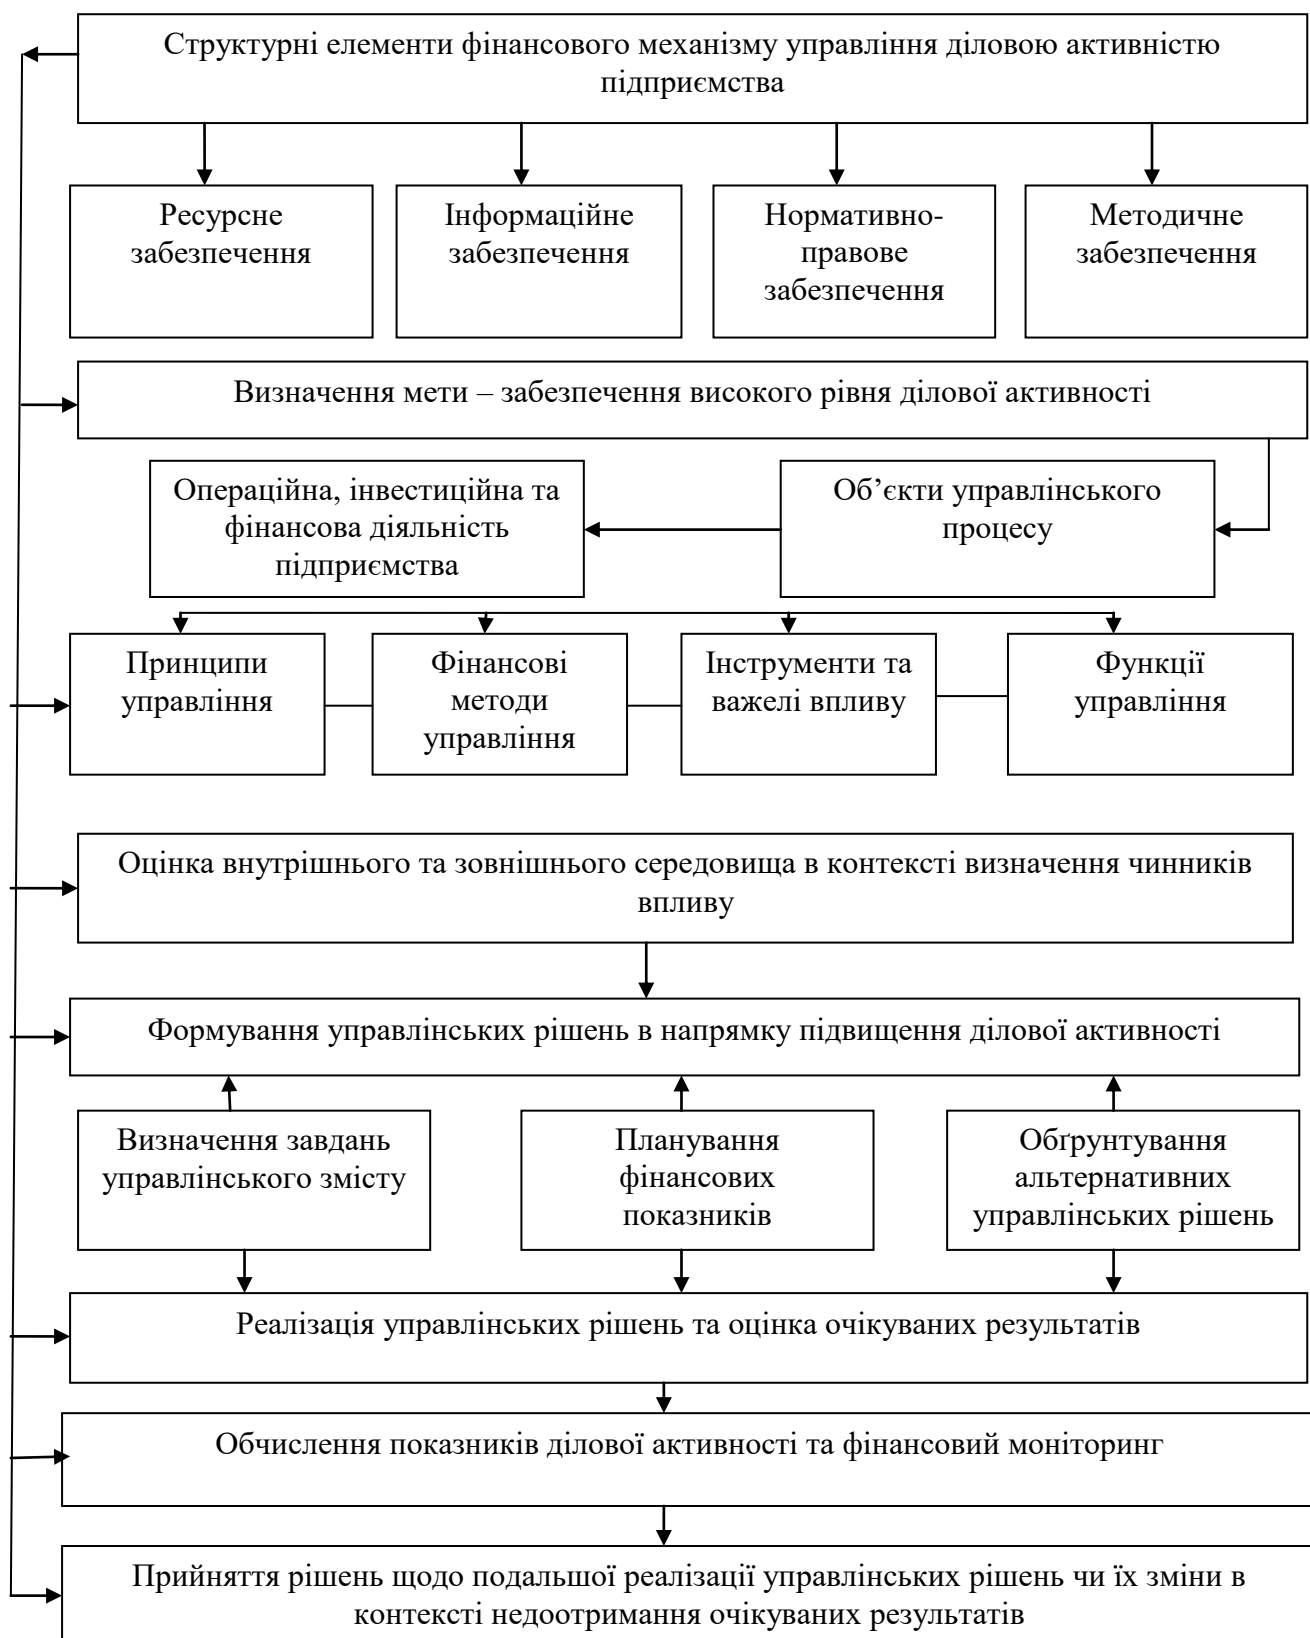 Структурні елементи фінансового механізму управління діловою активністю
підприємства
Ресурсне
забезпечення
Інформаційне
забезпечення
Нормативно-
правове
забезпечення
Методичне
забезпечення
Визначення мети – забезпечення високого рівня ділової активності
Операційна, інвестиційна та
фінансова діяльність
підприємства
Об’єкти управлінського
процесу
Принципи
управління
Фінансові
методи
управління
Інструменти та
важелі впливу
Функції
управління
Оцінка внутрішнього та зовнішнього середовища в контексті визначення чинників
впливу
Формування управлінських рішень в напрямку підвищення ділової активності
Визначення завдань
управлінського змісту
Планування
фінансових
показників
Обґрунтування
альтернативних
управлінських рішень
Реалізація управлінських рішень та оцінка очікуваних результатів
Обчислення показників ділової активності та фінансовий моніторинг
Прийняття рішень щодо подальшої реалізації управлінських рішень чи їх зміни в
контексті недоотримання очікуваних результатів